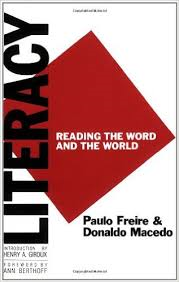 LITERACY
READING THE WORD
AND THE WORLD
Paulo Freire &
Donaldo Macedo
INTRODUCTION BY
HENRY A. GIROUX
FOREWORD BY
ANN BERTHOFF